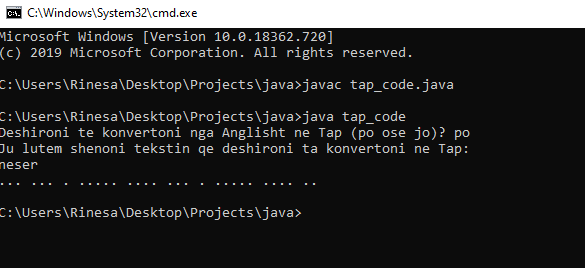 C:\Windows\System32\cmd.exe
Microsoft Windows [Version 10.0.18362.720]
(c) 2019 Microsoft Corporation. All rights reserved.
C:\Users\Rinesa\Desktop\Projects\java>javac tap_code.java
C:\Users\Rinesa\Desktop\Projects\java>java tap_code
Deshironi te konvertoni nga Anglisht ne Tap (po ose jo)? po
Ju lutem shenoni tekstin qe deshironi ta konvertoni ne Tap:
neser
... ... . ..... .... ... . ..... .... ..
C:\Users\Rinesa\Desktop\Projects\java>